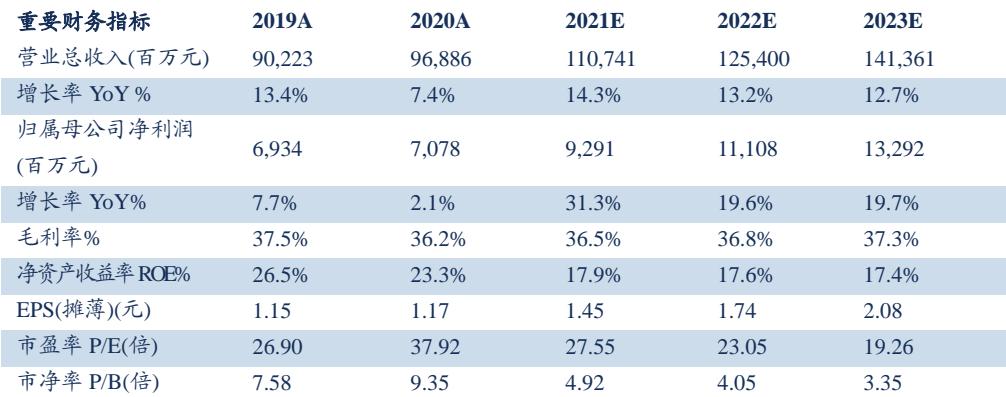 重要财务指标 2019A 2020A 2021E 2022E 2023E
营业总收入(百万元) 90,223 96,886 110,741 125,400 141,361
增长率 YoY % 13.4% 7.4% 14.3% 13.2% 12.7%
归属母公司净利润
(百万元) 6,934 7,078 9,291 11,108 13,292
增长率 YoY% 7.7% 2.1% 31.3% 19.6% 19.7%
毛利率% 37.5% 36.2% 36.5% 36.8% 37.3%
净资产收益率ROE% 26.5% 23.3% 17.9% 17.6% 17.4%
EPS(摊薄)(元) 1.15 1.17 1.45 1.74 2.08
市盈率 P/E(倍) 26.90 37.92 27.55 23.05 19.26
市净率 P/B(倍) 7.58 9.35 4.92 4.05 3.35